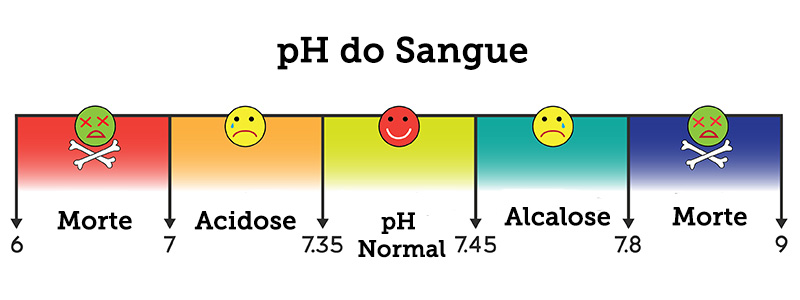 pH do Sangue
Morte
Acidose
pH
Normal
Alcalose
Morte
6
7
7.35
7.45
7.8
9